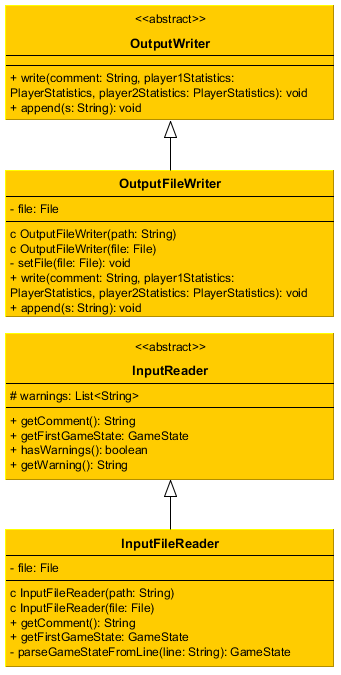 <<abstract>>
OutputWriter
+ write(comment: String, player1Statistics:
PlayerStatistics, player2Statistics: PlayerStatistics): void
+ append(s: String): void
OutputFileWriter
- file: File
c OutputFileWriter(path: String)
c OutputFileWriter(file: File)
- setFile(file: File): void
+ write(comment: String, player1Statistics:
PlayerStatistics, player2Statistics: PlayerStatistics): void
+ append(s: String): void
<<abstract>>
InputReader
# warnings: List<String>
+ getComment(): String
+ getFirstGameState: GameState
+ hasWarnings(): boolean
+ getWarning(): String
InputFileReader
- file: File
c InputFileReader(path: String)
c InputFileReader(file: File)
+ getComment(): String
+ getFirstGameState: GameState
- parseGameStateFromLine(line: String): GameState